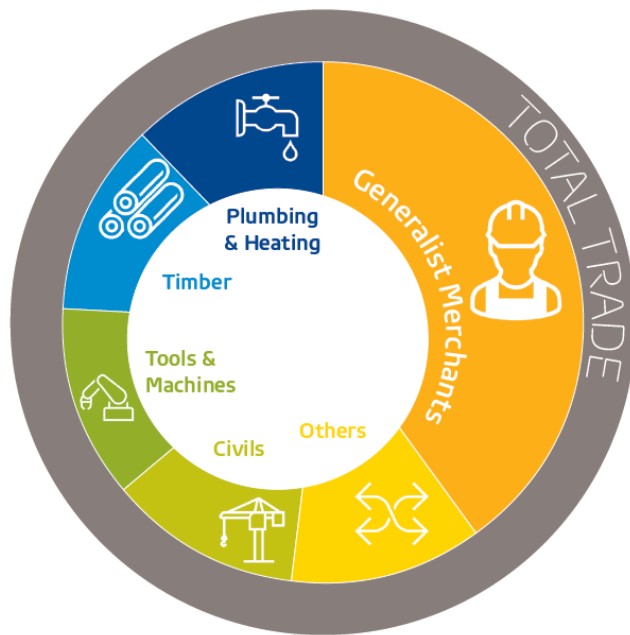 TOTAL TRADE
Generalist Merchants
Plumbing
& Heating
Timber
Tools &
Machines
Civils
Others